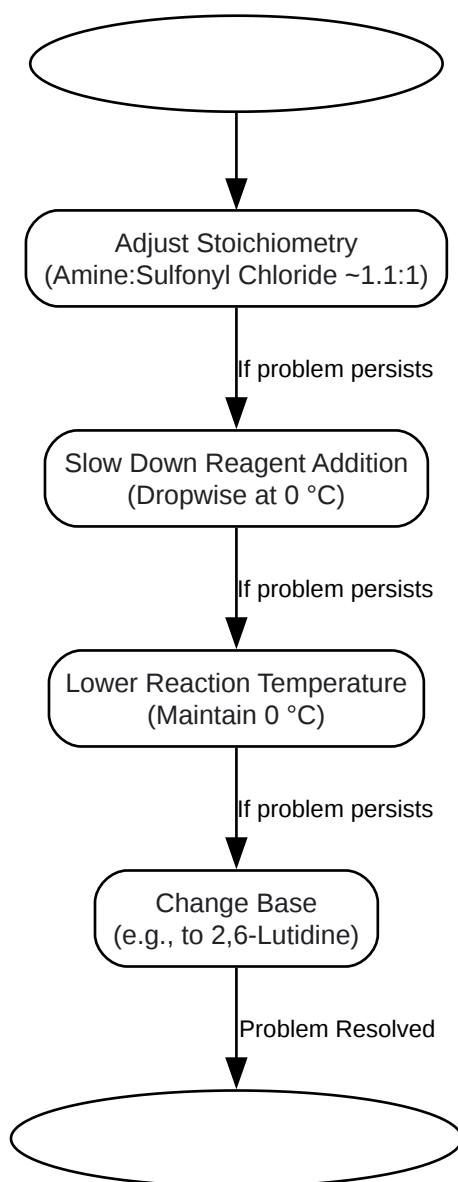 Adjust Stoichiometry
(Amine:Sulfonyl Chloride ~1.1:1)
If problem persists
Slow Down Reagent Addition
(Dropwise at 0 °C)
If problem persists
Lower Reaction Temperature
(Maintain 0 °C)
If problem persists
Change Base
(e.g., to 2,6-Lutidine)
Problem Resolved